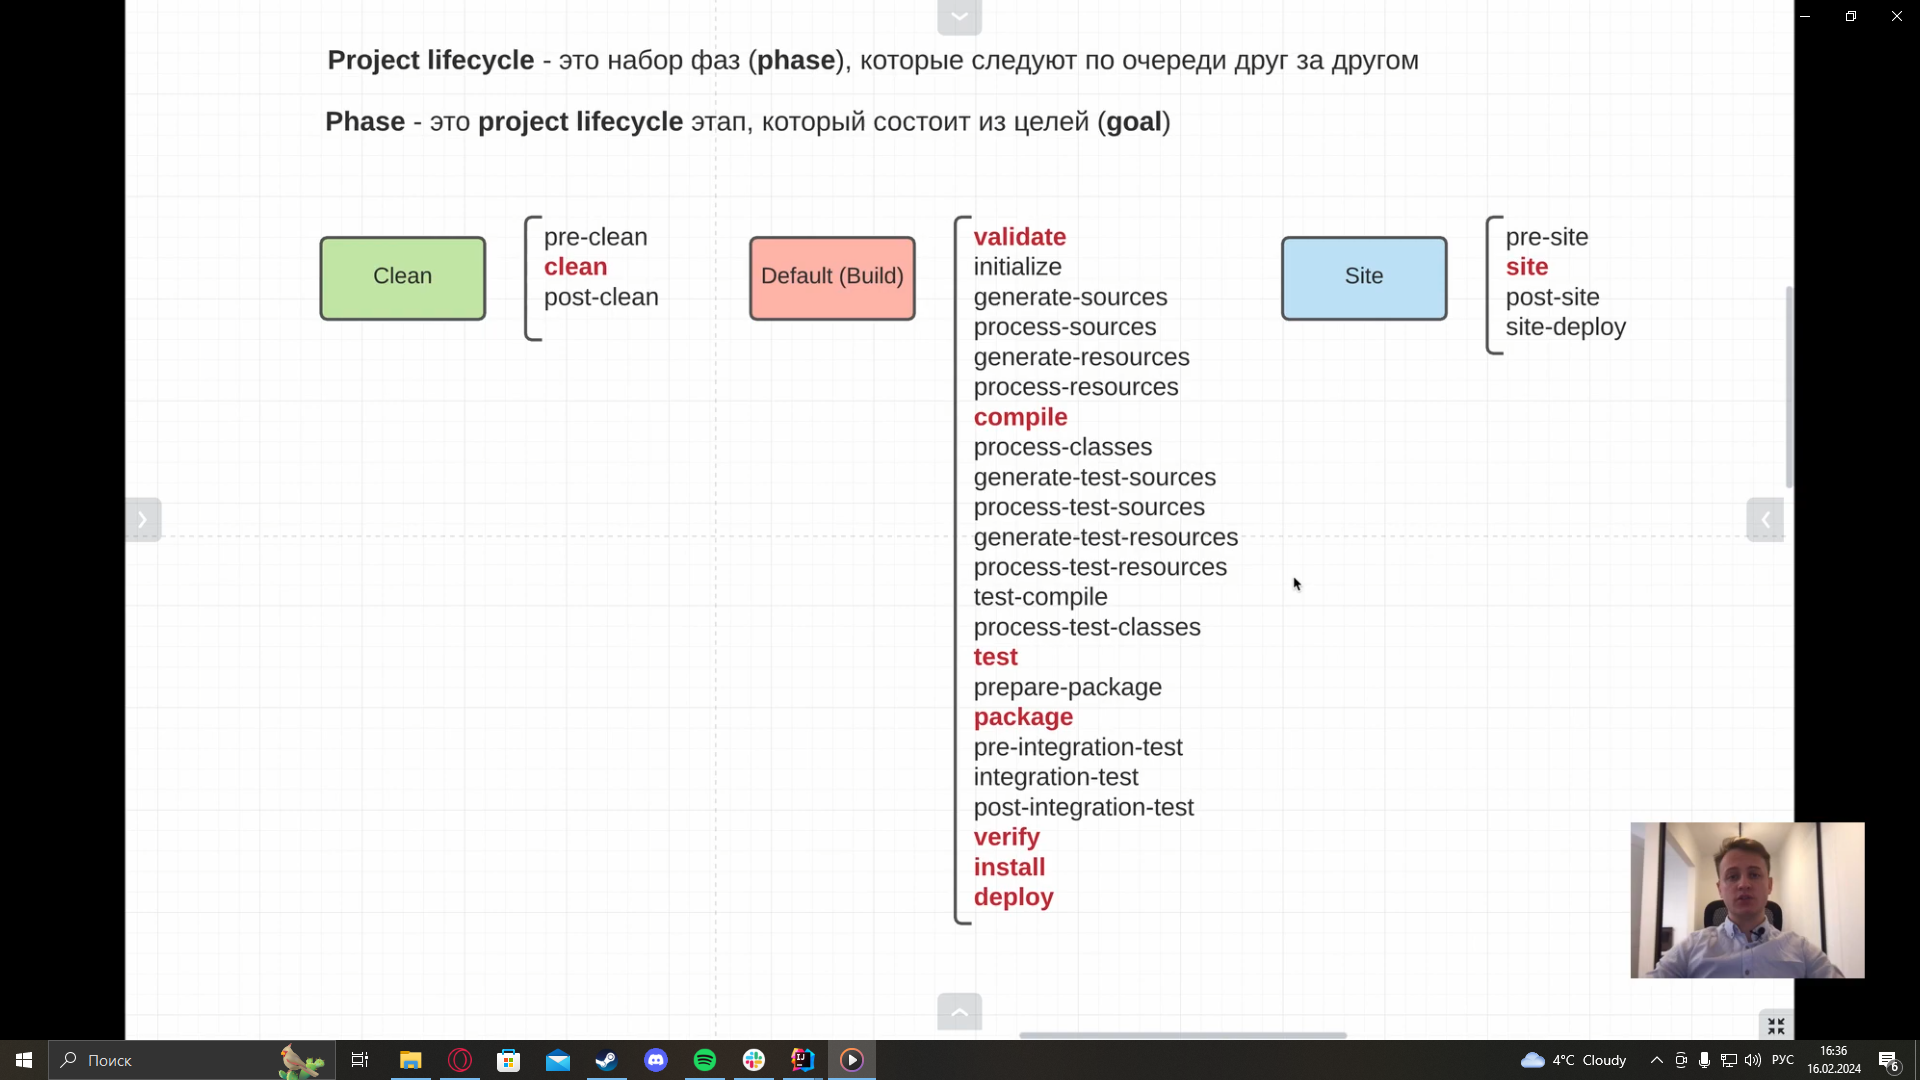 Project lifecycle - это набор фаз (phase), которые следуют по очереди друг за другом
Phase - это project lifecycle этап, который состоит из целей (goal)
Clean
pre-clean
clean
post-clean
Default (Build)
validate
initialize
generate-sources
process-sources
generate-resources
process-resources
compile
process-classes
generate-test-sources
process-test-sources
generate-test-resources
process-test-resources
test-compile
process-test-classes
test
prepare-package
package
pre-integration-test
integration-test
post-integration-test
verify
install
deploy
Site
pre-site
site
post-site
site-deploy
Поиск
4°C Cloudy
РУС
16:36
16.02.2024
6